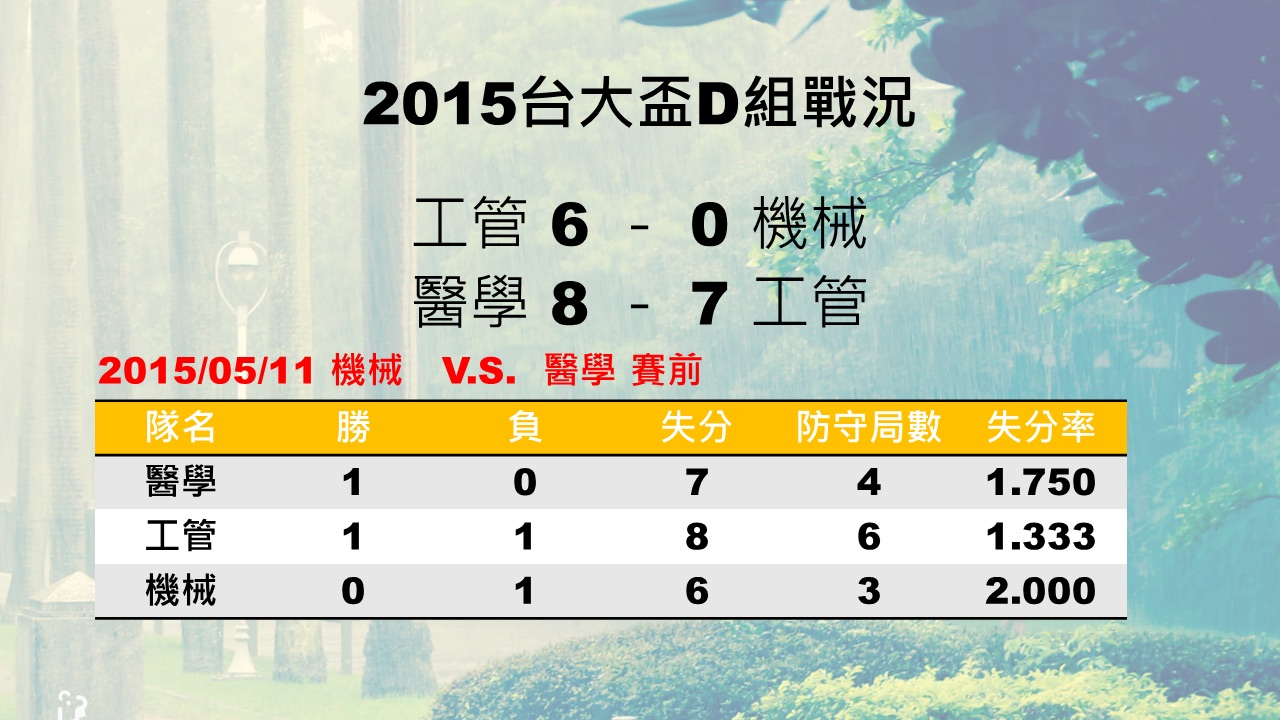 2015台大盃D組戰況
工管 6 - 0 機械
醫學 8 - 7 工管
2015/05/11 機械 V.S. 醫學 賽前
隊名 勝 負 失分 防守局數 失分率
醫學 1 0 7 4 1.750
工管 1 1 8 6 1.333
機械 0 1 6 3 2.000